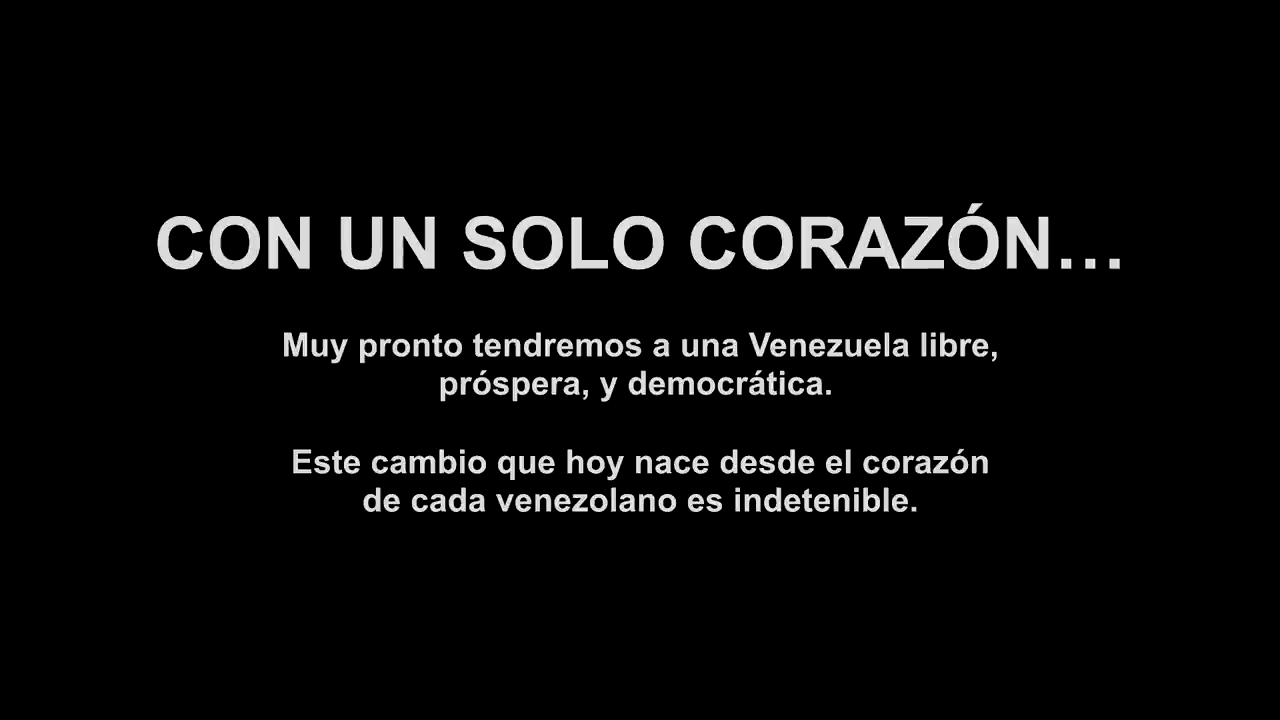 CON UN SOLO CORAZÓN...
Muy pronto tendremos a una Venezuela libre,
próspera, y democrática.
Este cambio que hoy nace desde el corazón
de cada venezolano es indetenible.